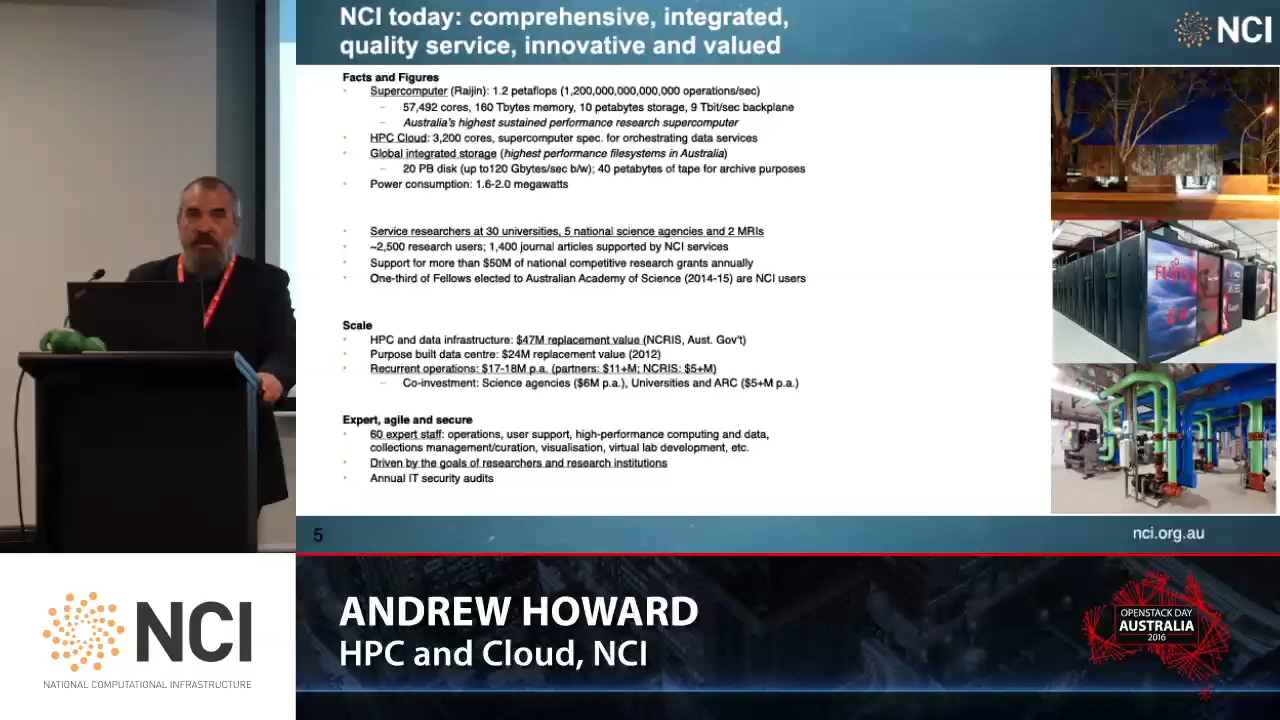 NCI today: comprehensive, integrated,
quality service, innovative and valued
NCI
Facts and Figures
Supercomputer (Raijin): 1.2 petaflops (1,200,000,000,000,000 operations/sec)
57,492 cores, 160 Tbytes memory, 10 petabytes storage, 9 Tbit/sec backplane
Australia's highest sustained performance research supercomputer
HPC Cloud: 3,200 cores, supercomputer spec. for orchestrating data services
Global integrated storage (highest performance filesystems in Australia)
20 PB disk (up to120 Gbytes/sec b/w); 40 petabytes of tape for archive purposes
Power consumption: 1.6-2.0 megawatts
Service researchers at 30 universities, 5 national science agencies and 2 MRIs
~2,500 research users; 1,400 journal articles supported by NCI services
Support for more than $50M of national competitive research grants annually
One-third of Fellows elected to Australian Academy of Science (2014-15) are NCI users
Scale
HPC and data infrastructure: $47M replacement value (NCRIS, Aust. Gov't)
Purpose built data centre: $24M replacement value (2012)
Recurrent operations: $17-18M p.a. (partners: $11+M; NCRIS: $5+M)
Co-investment: Science agencies ($6M p.a.), Universities and ARC ($5+M p.a.)
Expert, agile and secure
60 expert staff: operations, user support, high-performance computing and data,
collections management/curation, visualisation, virtual lab development, etc.
Driven by the goals of researchers and research institutions
Annual IT security audits
5
nci.org.au
NCI
NATIONAL COMPUTATIONAL INFRASTRUCTURE
ANDREW HOWARD
HPC and Cloud, NCI
OPENSTACK DAY
AUSTRALIA
2016